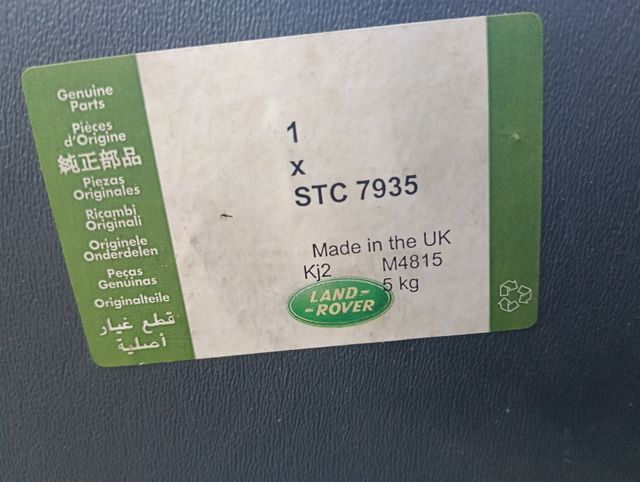 Genuine
Parts
Pièces
d'Origine
純正部品
Piezas
Originales
Ricambi
Originali
Originele
Onderdelen
Peças
Genuinas
Originalteile
قطع غيار
أصلية
1
x
STC 7935
Made in the UK
Kj2 M4815
5 kg
LAND-
-ROVER